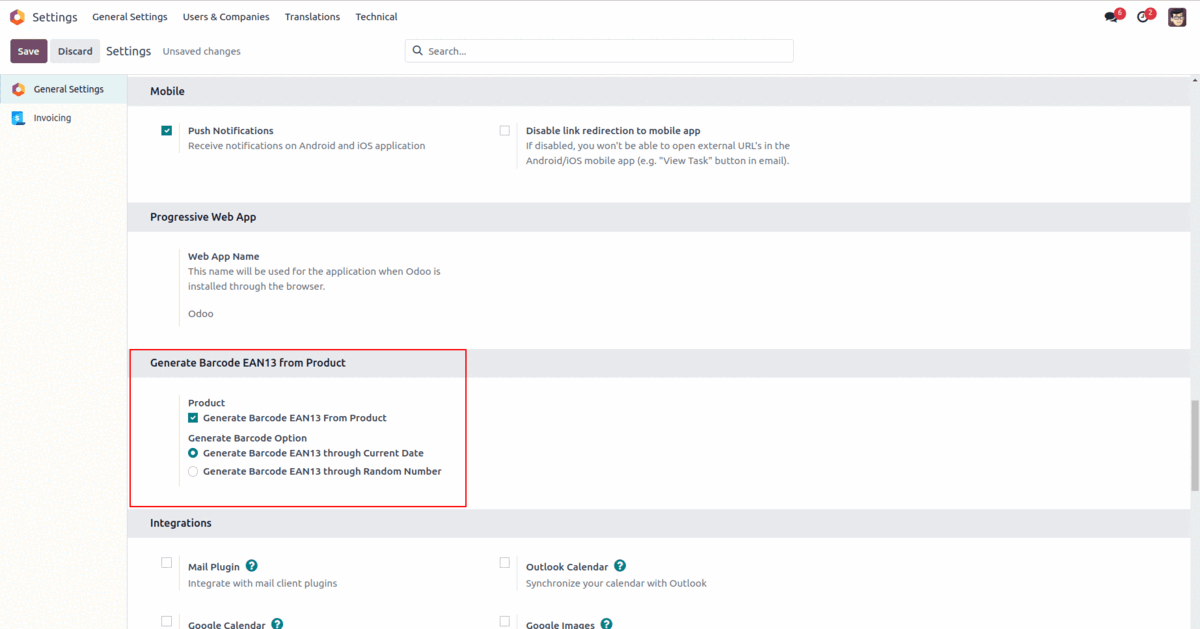 Settings General Settings Users & Companies Translations Technical 6 2
Save Discard Settings Unsaved changes Search...
General Settings
Invoicing
Mobile
Push Notifications
Receive notifications on Android and iOS application
Disable link redirection to mobile app
If disabled, you won't be able to open external URL's in the
Android/iOS mobile app (e.g. "View Task" button in email).
Progressive Web App
Web App Name
This name will be used for the application when Odoo is
installed through the browser.
Odoo
Generate Barcode EAN13 from Product
Product
Generate Barcode EAN13 From Product
Generate Barcode Option
Generate Barcode EAN13 through Current Date
Generate Barcode EAN13 through Random Number
Integrations
Mail Plugin ?
Integrate with mail client plugins
Outlook Calendar ?
Synchronize your calendar with Outlook
Google Calendar ?
Google Images ?